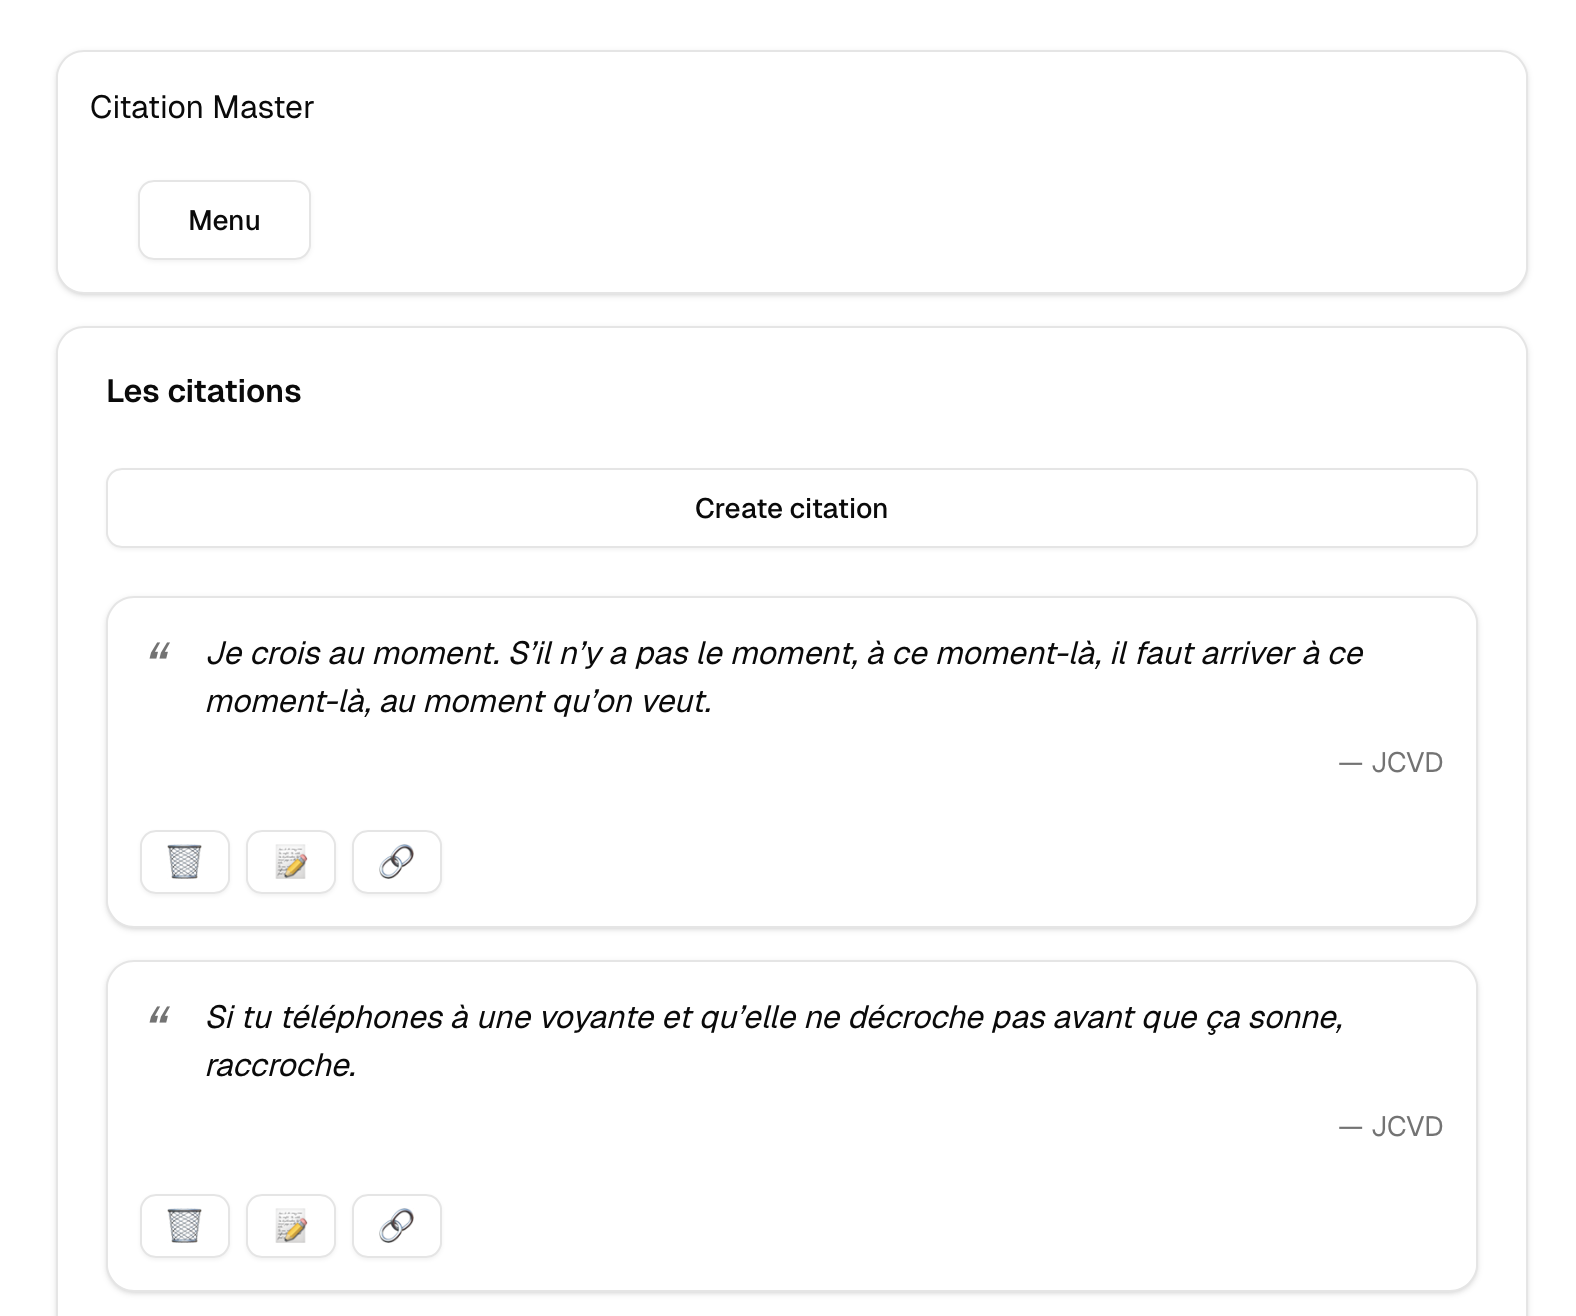 Citation Master
Menu
Les citations
Create citation
“ Je crois au moment. S’il n’y a pas le moment, à ce moment-là, il faut arriver à ce
moment-là, au moment qu’on veut.
— JCVD
“ Si tu téléphones à une voyante et qu’elle ne décroche pas avant que ça sonne,
raccroche.
— JCVD